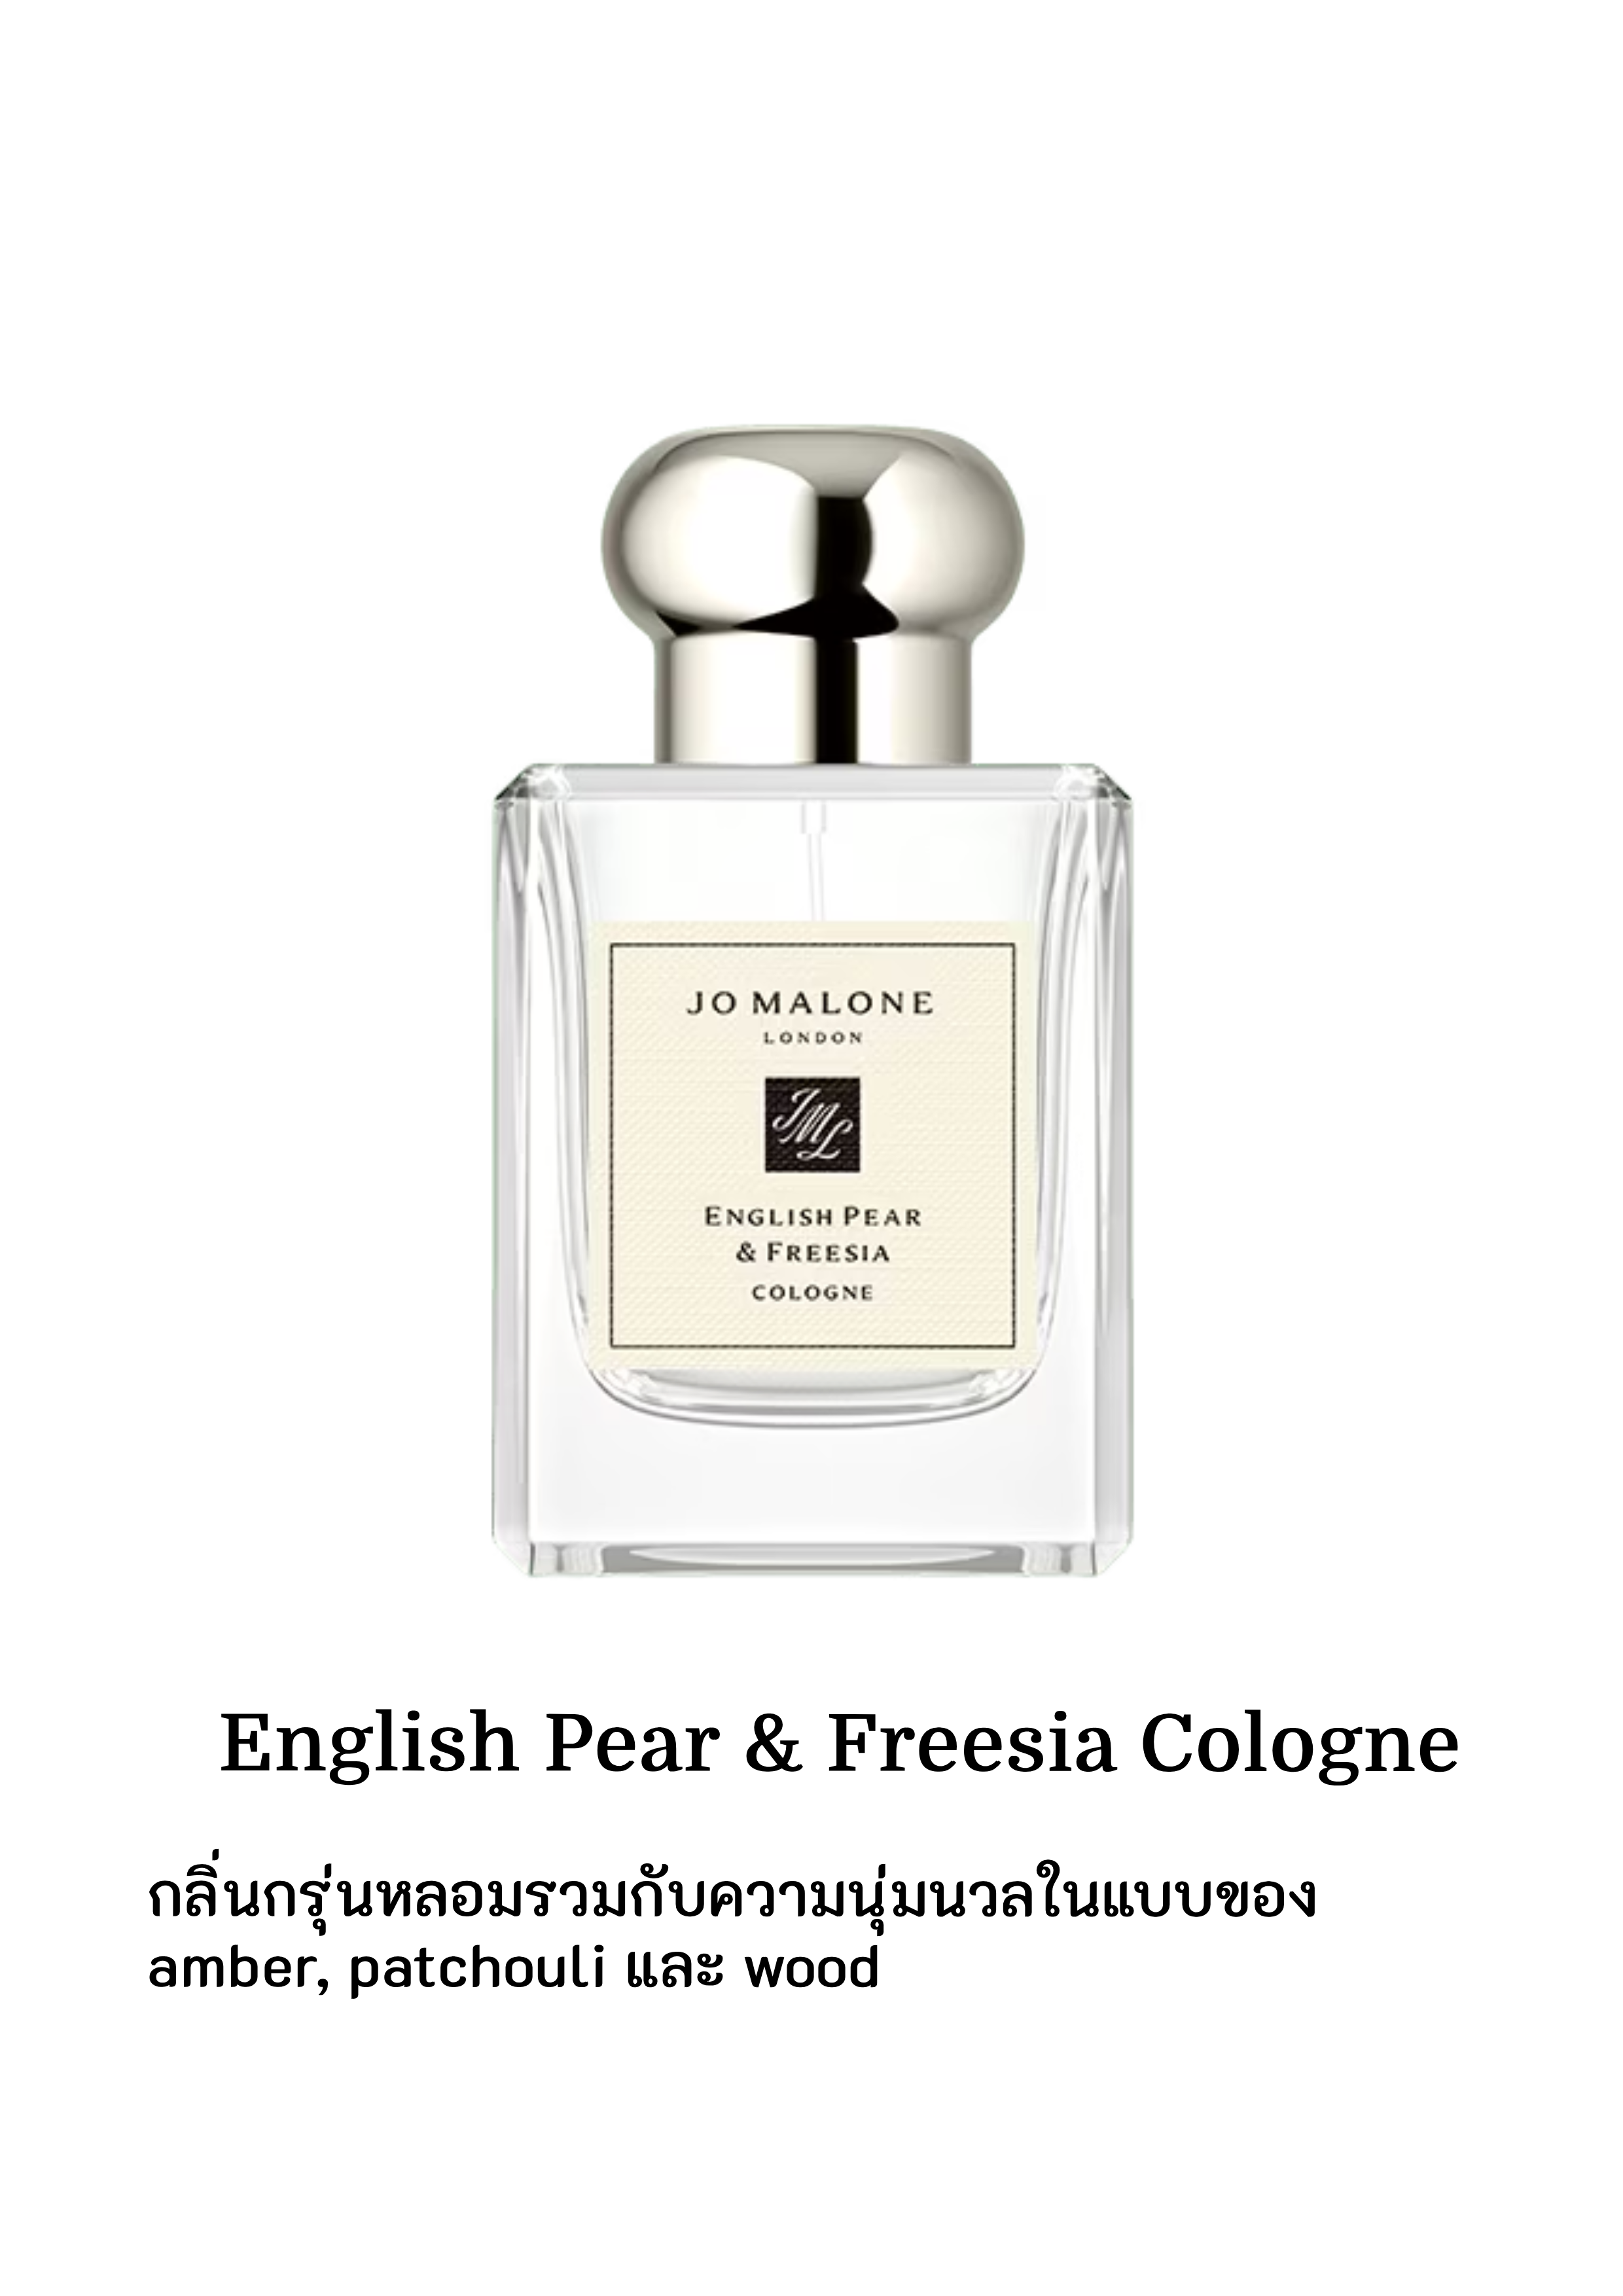 JO MALONE
LONDON
JML
ENGLISH PEAR
& FREESIA
COLOGNE
English Pear & Freesia Cologne
กลิ่นกรุ่นหลอมรวมกับความนุ่มนวลในแบบของ
amber, patchouli และ wood